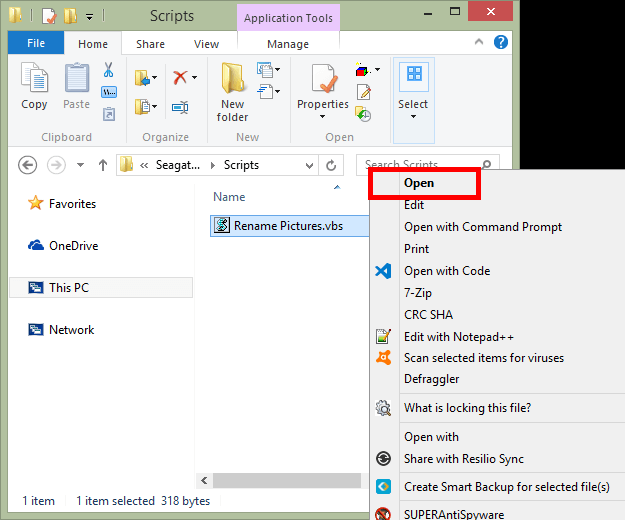 Scripts
Application Tools
File
Home
Share
View
Manage
Copy
Paste
New
folder
Properties
Select
Clipboard
Organize
New
Open
« Seagat... Scripts
Search Scripts
Favorites
OneDrive
This PC
Network
Name
Rename Pictures.vbs
Open
Edit
Open with Command Prompt
Print
Open with Code
7-Zip
CRC SHA
Edit with Notepad++
Scan selected items for viruses
Defraggler
What is locking this file?
Open with
Share with Resilio Sync
Create Smart Backup for selected file(s)
SUPERAntiSpyware
1 item 1 item selected 318 bytes